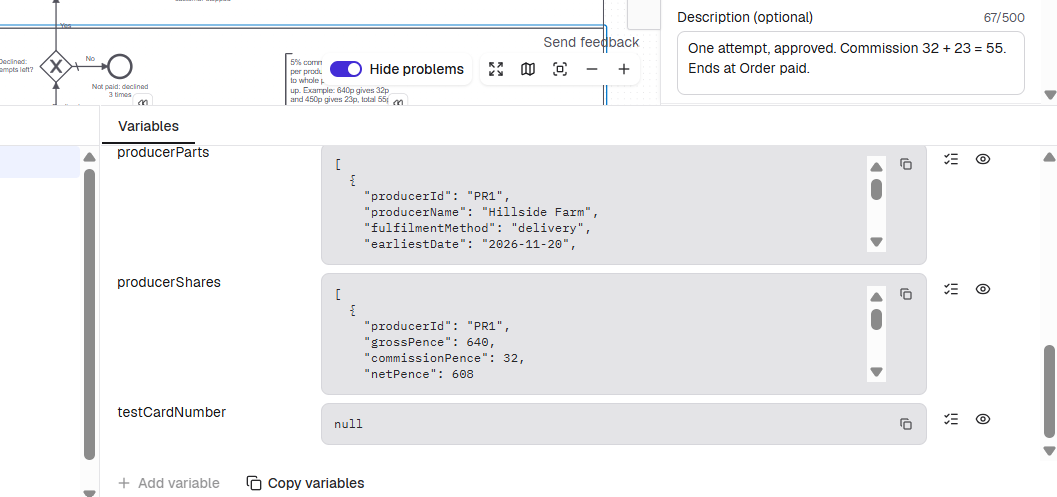 Yes
No
Declined:
empts left?
Not paid: declined
3 times
5% comm
per produ
to whole p
up. Example: 640p gives 32p
and 450p gives 23p, total 55p
Send feedback
Hide problems
Description (optional)
67/500
One attempt, approved. Commission 32 + 23 = 55.
Ends at Order paid.
Variables
producerParts
[
{
"producerId": "PR1",
"producerName": "Hillside Farm",
"fulfilmentMethod": "delivery",
"earliestDate": "2026-11-20",
producerShares
[
{
"producerId": "PR1",
"grossPence": 640,
"commissionPence": 32,
"netPence": 608
testCardNumber
null
Add variable
Copy variables